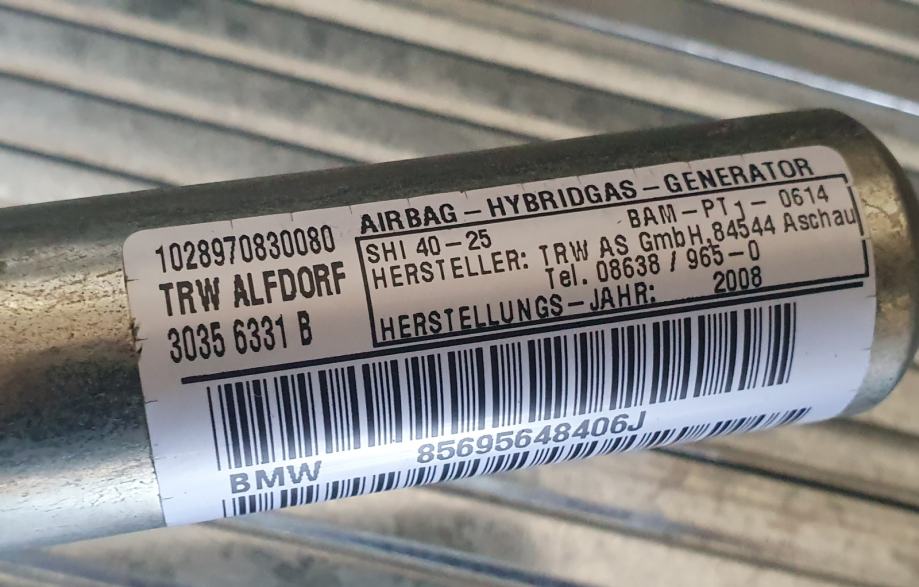 1028970830080
TRW ALFDORF
3035 6331 B
AIRBAG-HYBRIDGAS-GENERATOR
SHI 40-25 BAM-PT1- 0614
HERSTELLER: TRW AS GmbH,84544 Aschau
Tel. 08638 / 965-0
HERSTELLUNGS-JAHR: 2008
BMW 85695648406J